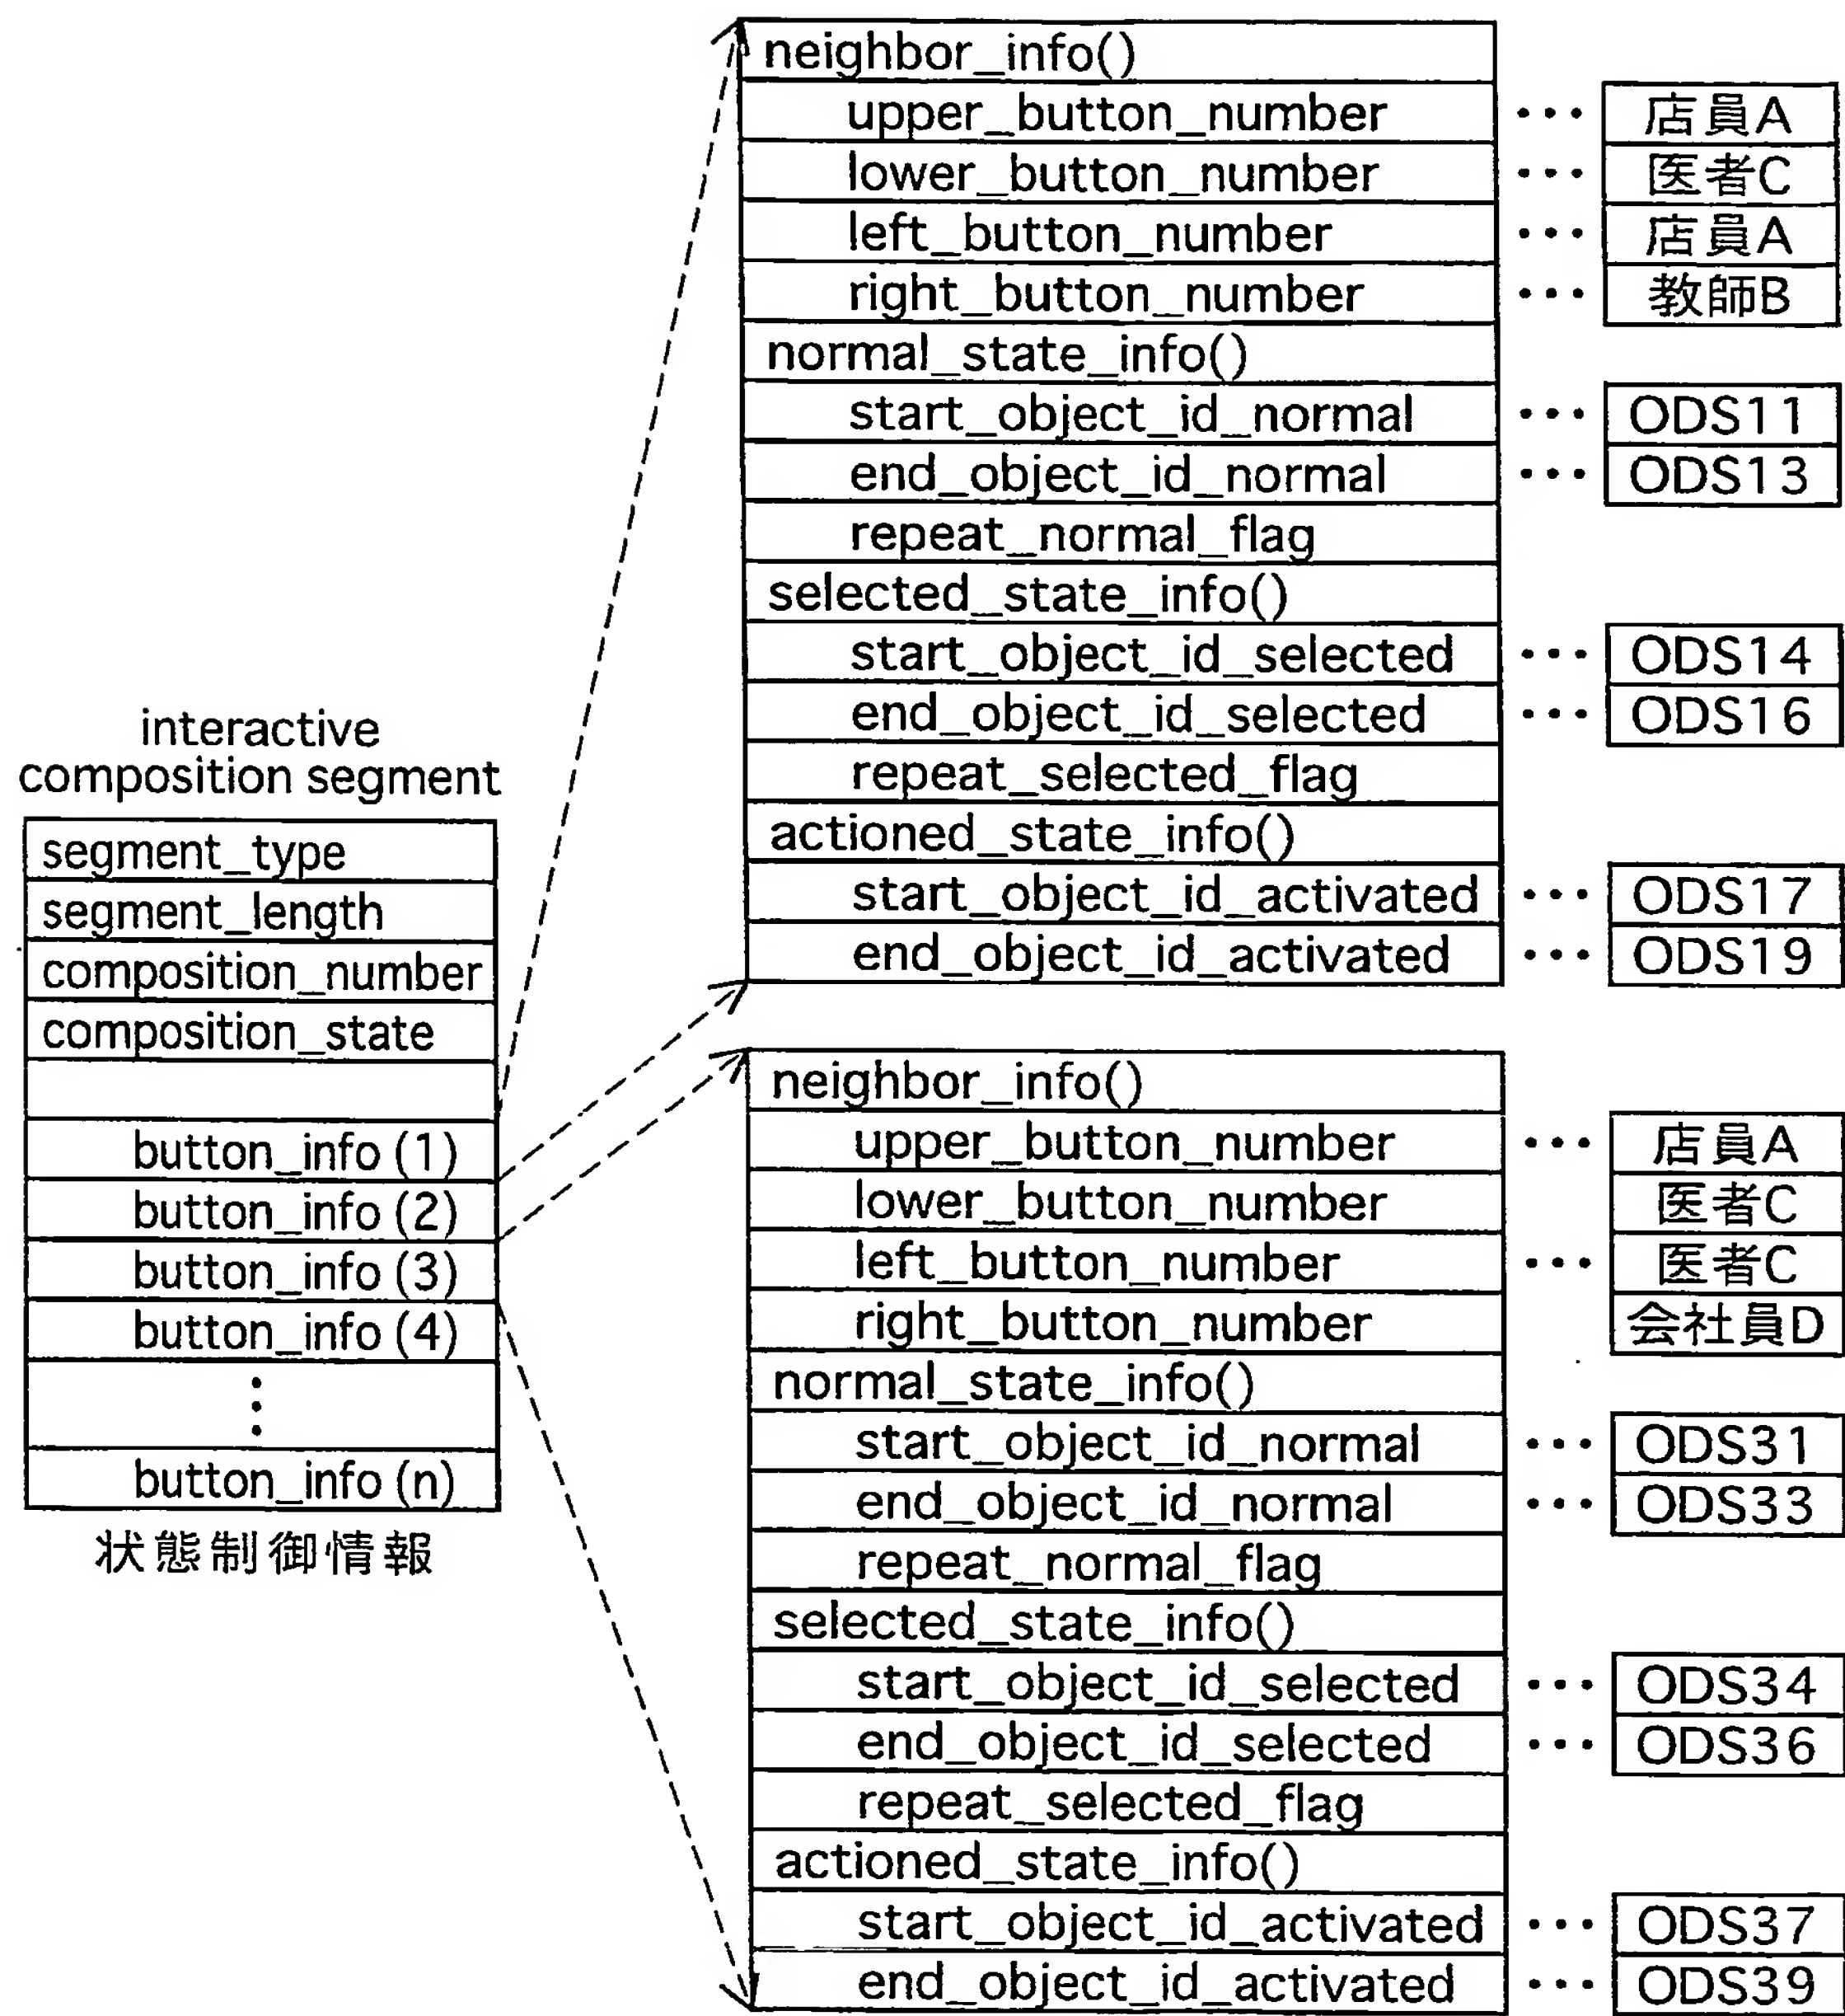 interactive
composition segment
segment_type
segment_length
composition_number
composition_state
button_info (1)
button_info (2)
button_info (3)
button_info (4)
⋮
button_info (n)
状態制御情報
neighbor_info()
upper_button_number ••• 店員A
lower_button_number ••• 医者C
left_button_number ••• 店員A
right_button_number ••• 教師B
normal_state_info()
start_object_id_normal ••• ODS11
end_object_id_normal ••• ODS13
repeat_normal_flag
selected_state_info()
start_object_id_selected ••• ODS14
end_object_id_selected ••• ODS16
repeat_selected_flag
actioned_state_info()
start_object_id_activated ••• ODS17
end_object_id_activated ••• ODS19
neighbor_info()
upper_button_number ••• 店員A
lower_button_number 医者C
left_button_number ••• 医者C
right_button_number 会社員D
normal_state_info()
start_object_id_normal ••• ODS31
end_object_id_normal ••• ODS33
repeat_normal_flag
selected_state_info()
start_object_id_selected ••• ODS34
end_object_id_selected ••• ODS36
repeat_selected_flag
actioned_state_info()
start_object_id_activated ••• ODS37
end_object_id_activated ••• ODS39